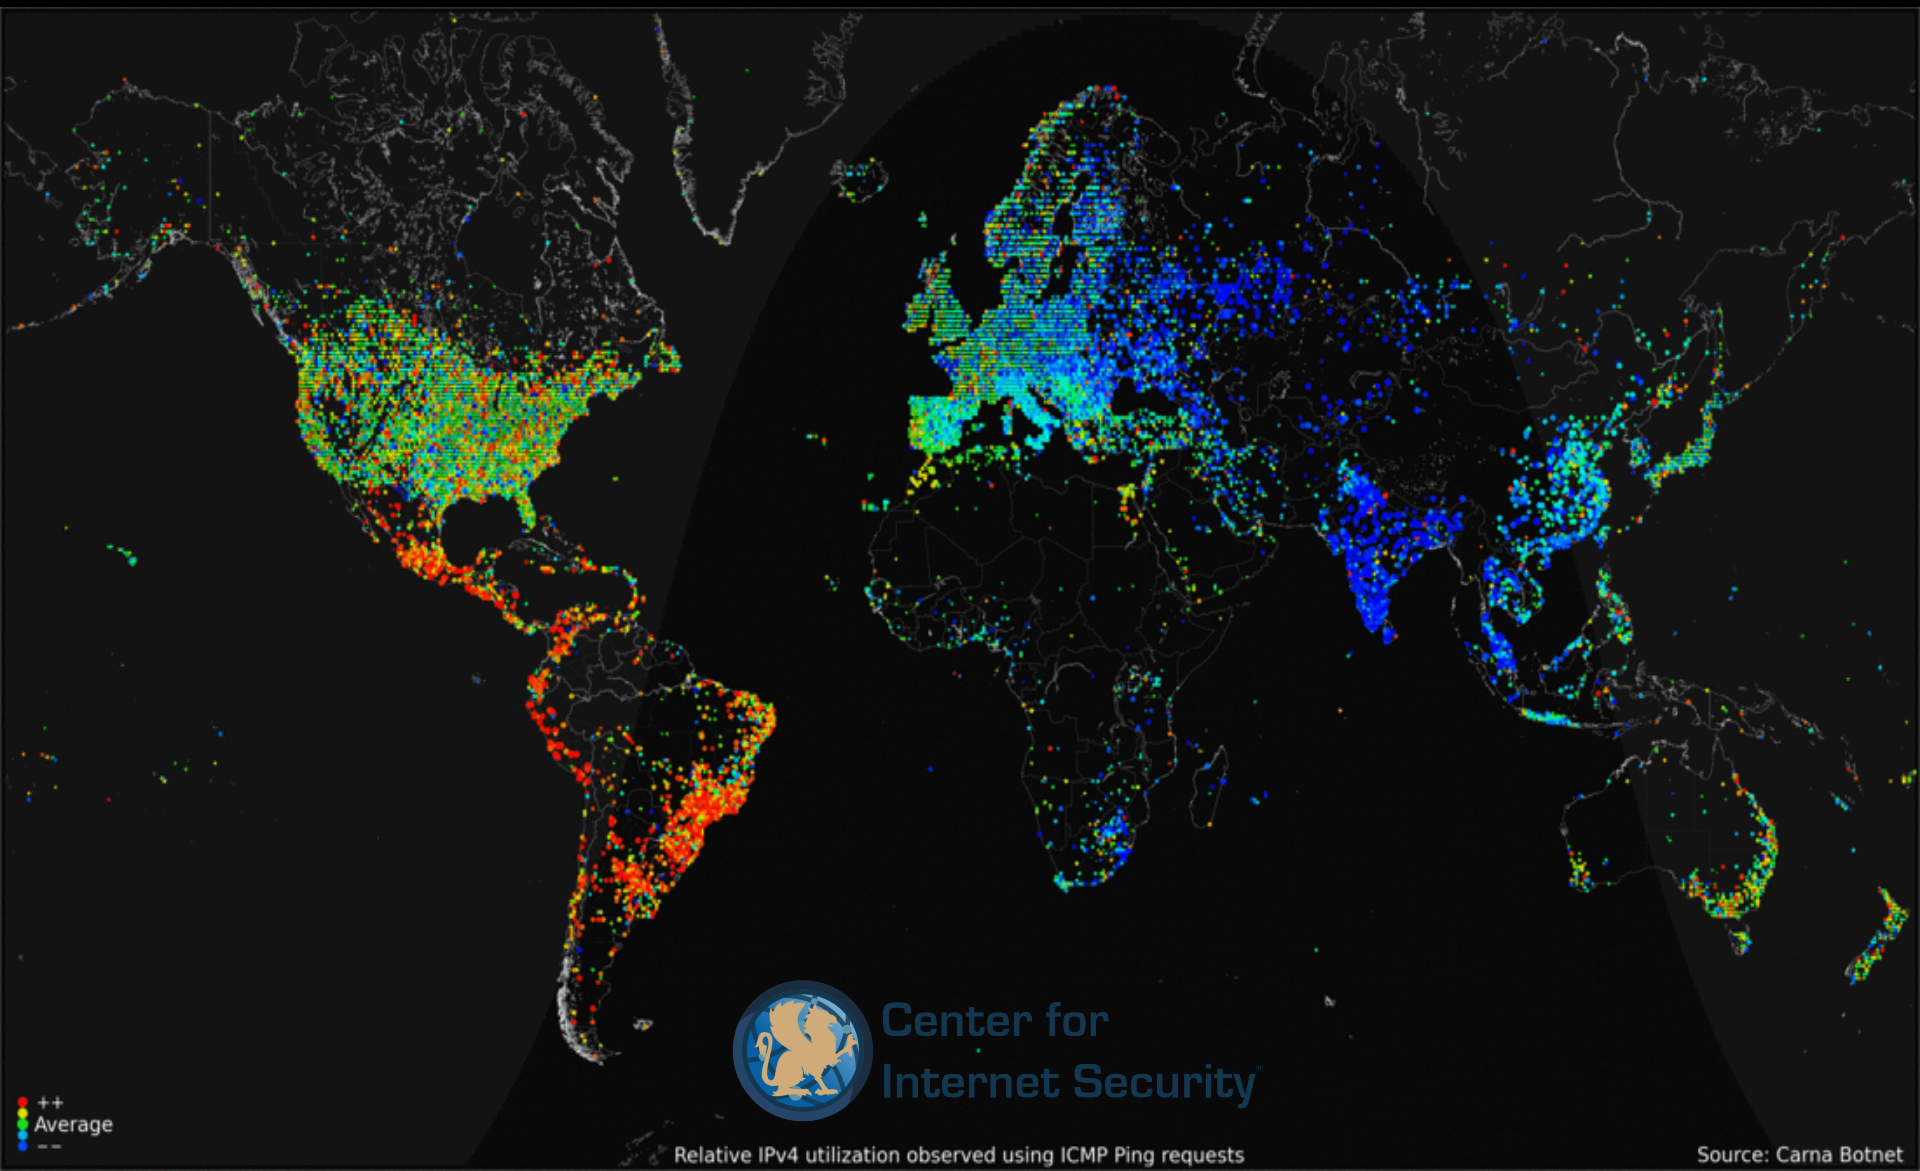 Center for
Internet Security
++
Average
--
Relative IPv4 utilization observed using ICMP Ping requests
Source: Carna Botnet